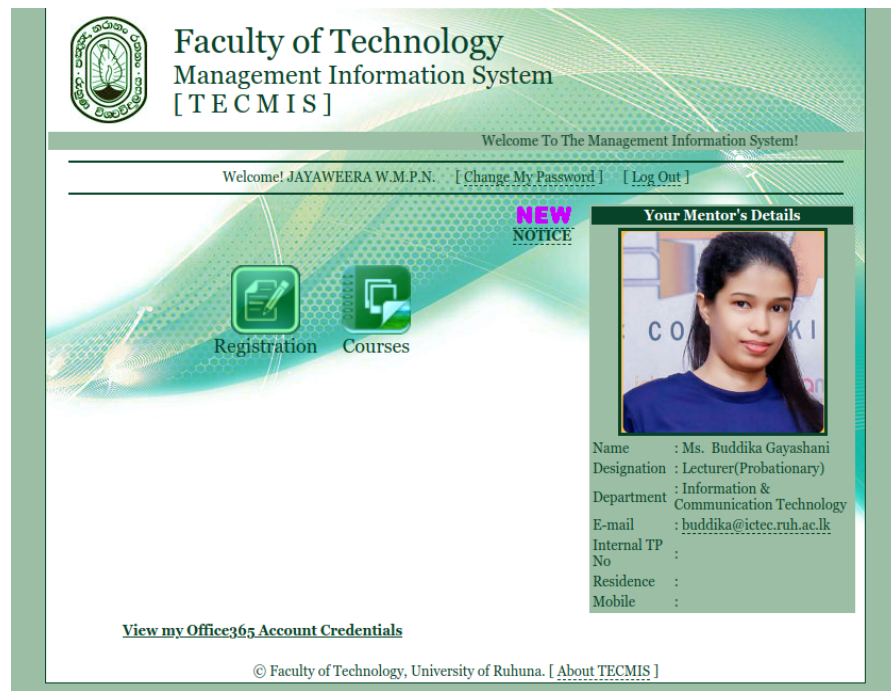 Faculty of Technology
Management Information System
[ T E C M I S ]
Welcome To The Management Information System!
Welcome! JAYAWEERA W.M.P.N. [ Change My Password ] [ Log Out ]
NEW
NOTICE
Registration
Courses
Your Mentor's Details
Name : Ms. Buddika Gayashani
Designation : Lecturer(Probationary)
Department : Information &
Communication Technology
E-mail : buddika@ictec.ruh.ac.lk
Internal TP
No :
Residence :
Mobile :
View my Office365 Account Credentials
© Faculty of Technology, University of Ruhuna. [ About TECMIS ]